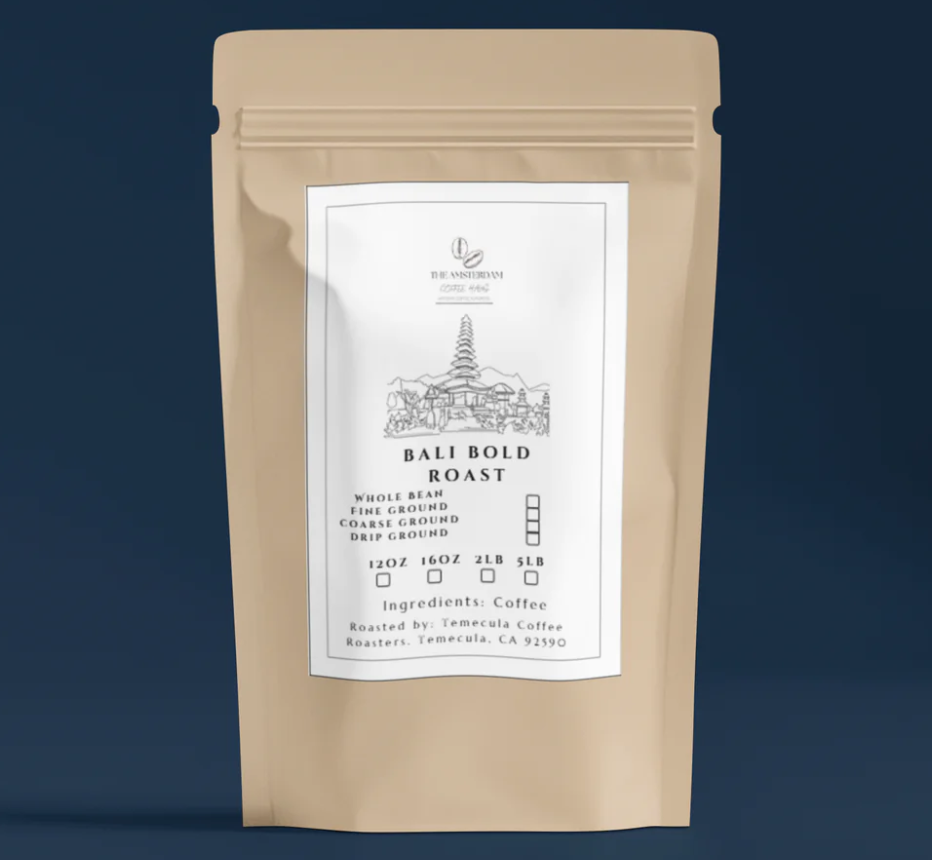 THE AMSTERDAM
BALI BOLD
ROAST
WHOLE BEAN
FINE GROUND
COARSE GROUND
DRIP GROUND
12OZ 16OZ 2LB 5LB
Ingredients: Coffee
Roasted by: Temecula Coffee
Roasters. Temecula, CA 92590